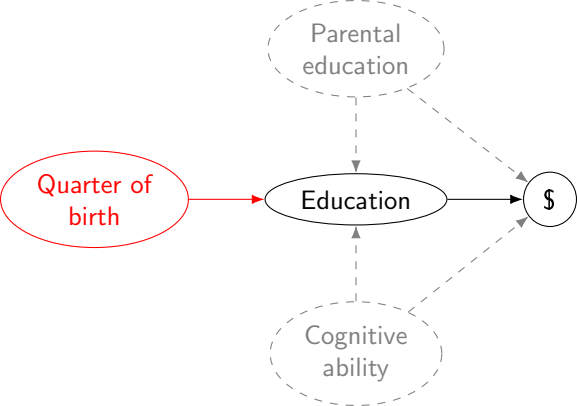 Parental
education
Quarter of
birth
Education
$
Cognitive
ability